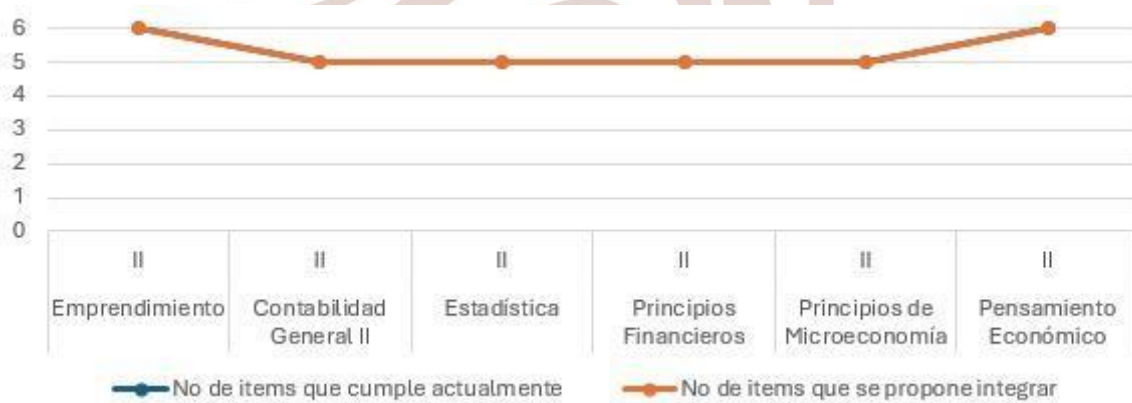 6
5
4
3
2
1
0
II II II II II II
Emprendimiento Contabilidad Estadística Principios Principios de Pensamiento
General II Financieros Microeconomía Económico
No de items que cumple actualmente No de items que se propone integrar